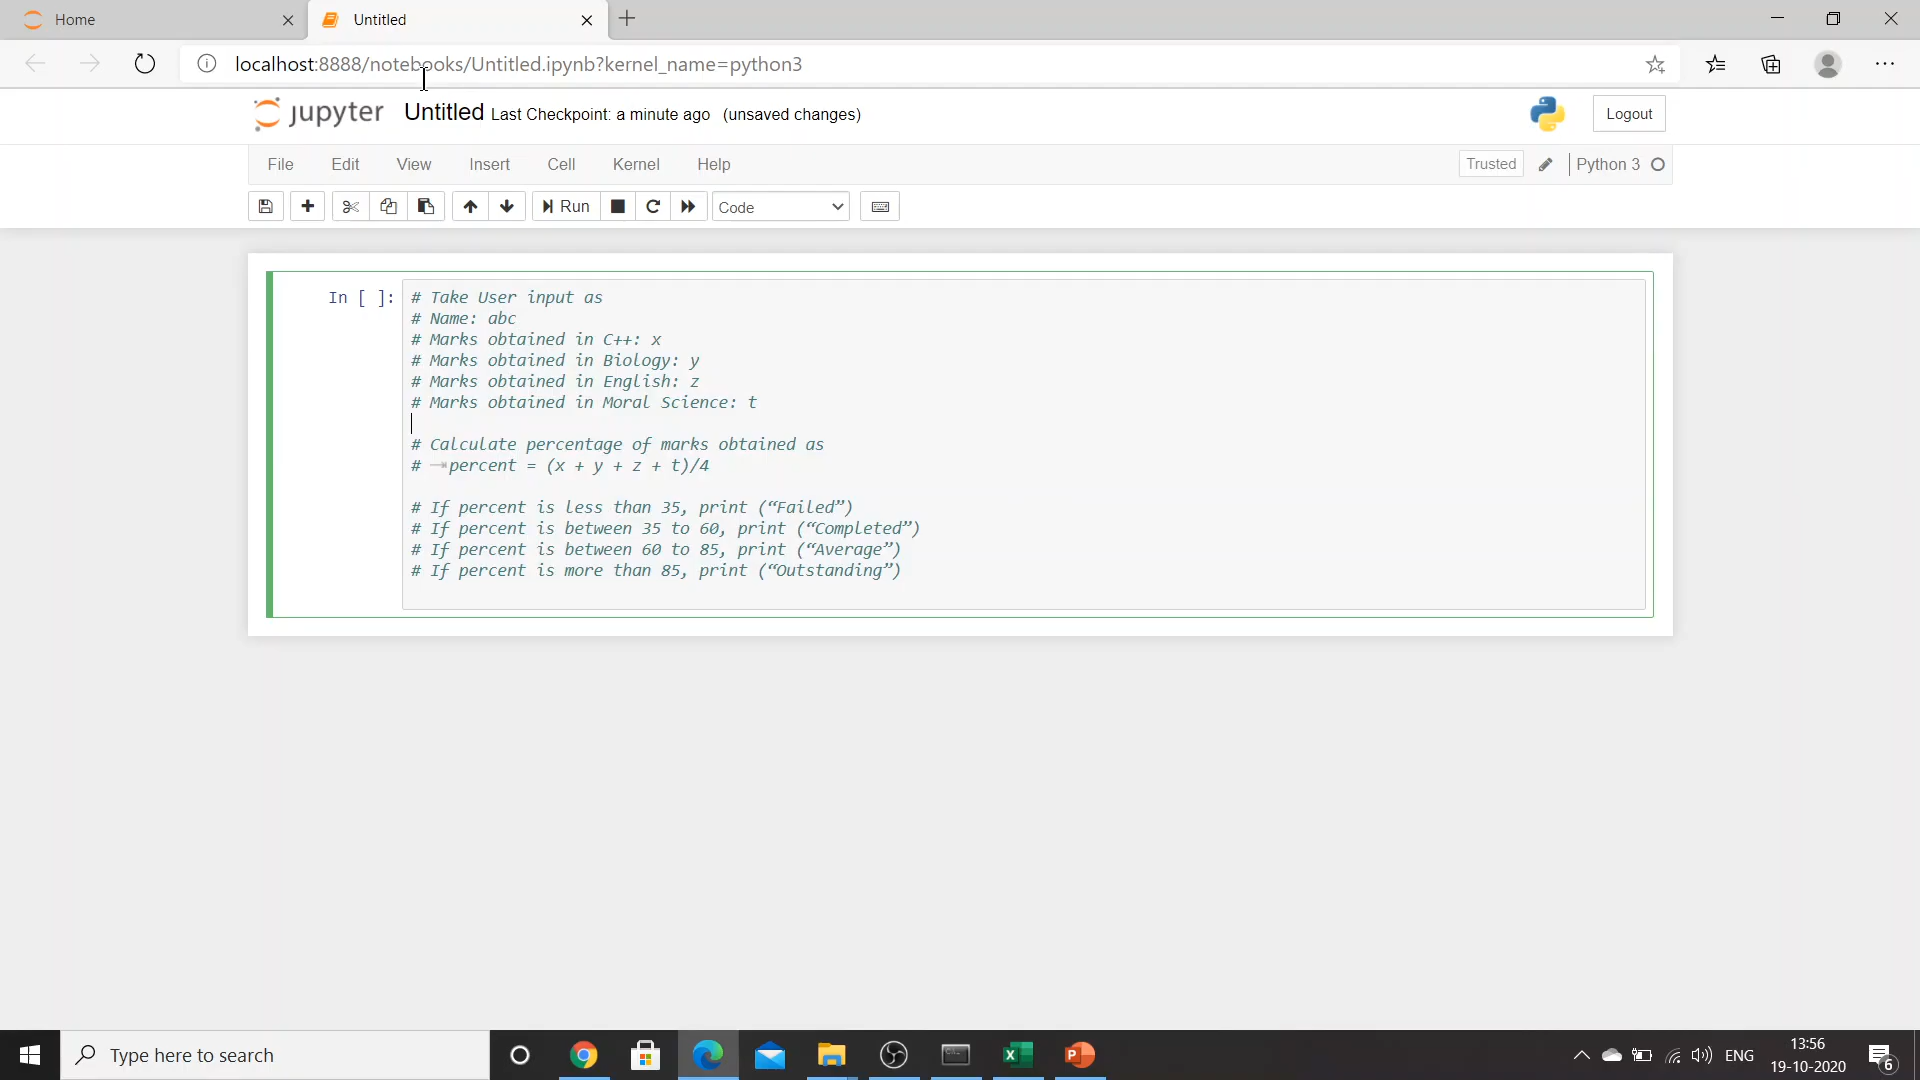 Home
Untitled
localhost:8888/notebooks/Untitled.ipynb?kernel_name=python3
jupyter Untitled Last Checkpoint: a minute ago (unsaved changes)
Logout
File Edit View Insert Cell Kernel Help
Trusted
Python 3
Run
Code
In [ ]:
# Take User input as
# Name: abc
# Marks obtained in C++: x
# Marks obtained in Biology: y
# Marks obtained in English: z
# Marks obtained in Moral Science: t
# Calculate percentage of marks obtained as
# percent = (x + y + z + t)/4
# If percent is less than 35, print (“Failed”)
# If percent is between 35 to 60, print (“Completed”)
# If percent is between 60 to 85, print (“Average”)
# If percent is more than 85, print (“Outstanding”)
Type here to search
ENG
13:56
19-10-2020
6